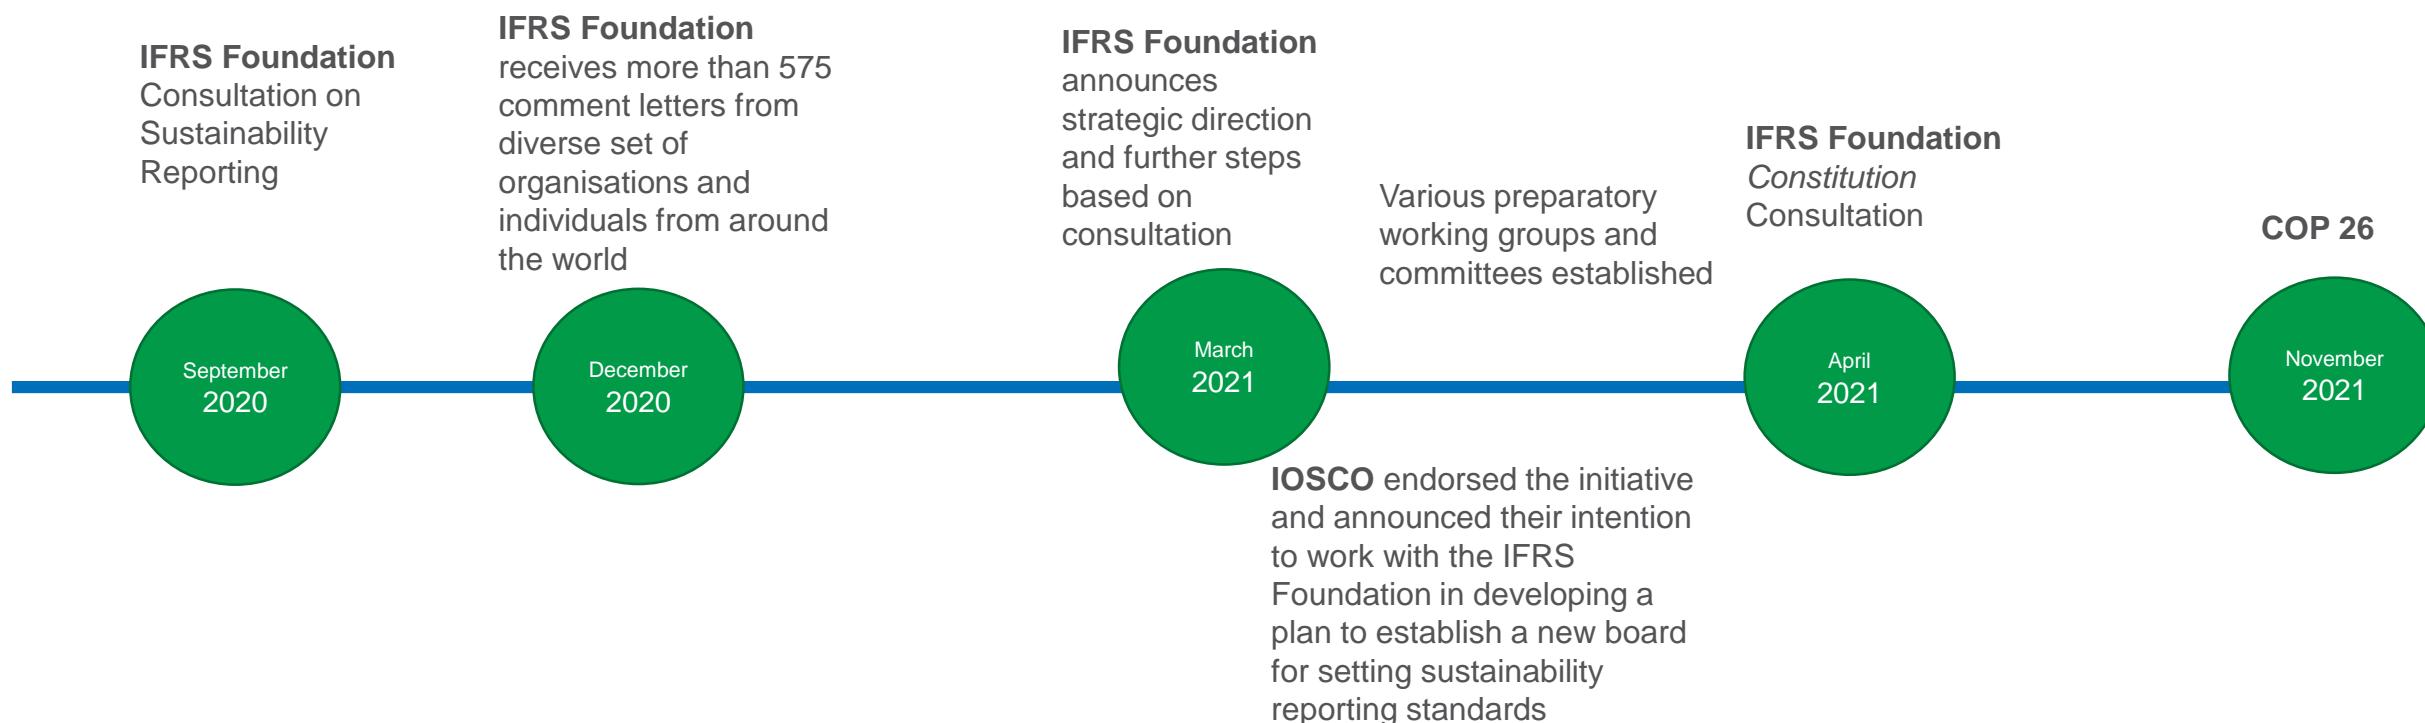 IFRS Foundation
Consultation on
Sustainability
Reporting
September
2020
IFRS Foundation
receives more than 575
comment letters from
diverse set of
organisations and
individuals from around
the world
December
2020
IFRS Foundation
announces
strategic direction
and further steps
based on
consultation
March
2021
Various preparatory
working groups and
committees established
IOSCO endorsed the initiative
and announced their intention
to work with the IFRS
Foundation in developing a
plan to establish a new board
for setting sustainability
reporting standards
IFRS Foundation
Constitution
Consultation
April
2021
COP 26
November
2021